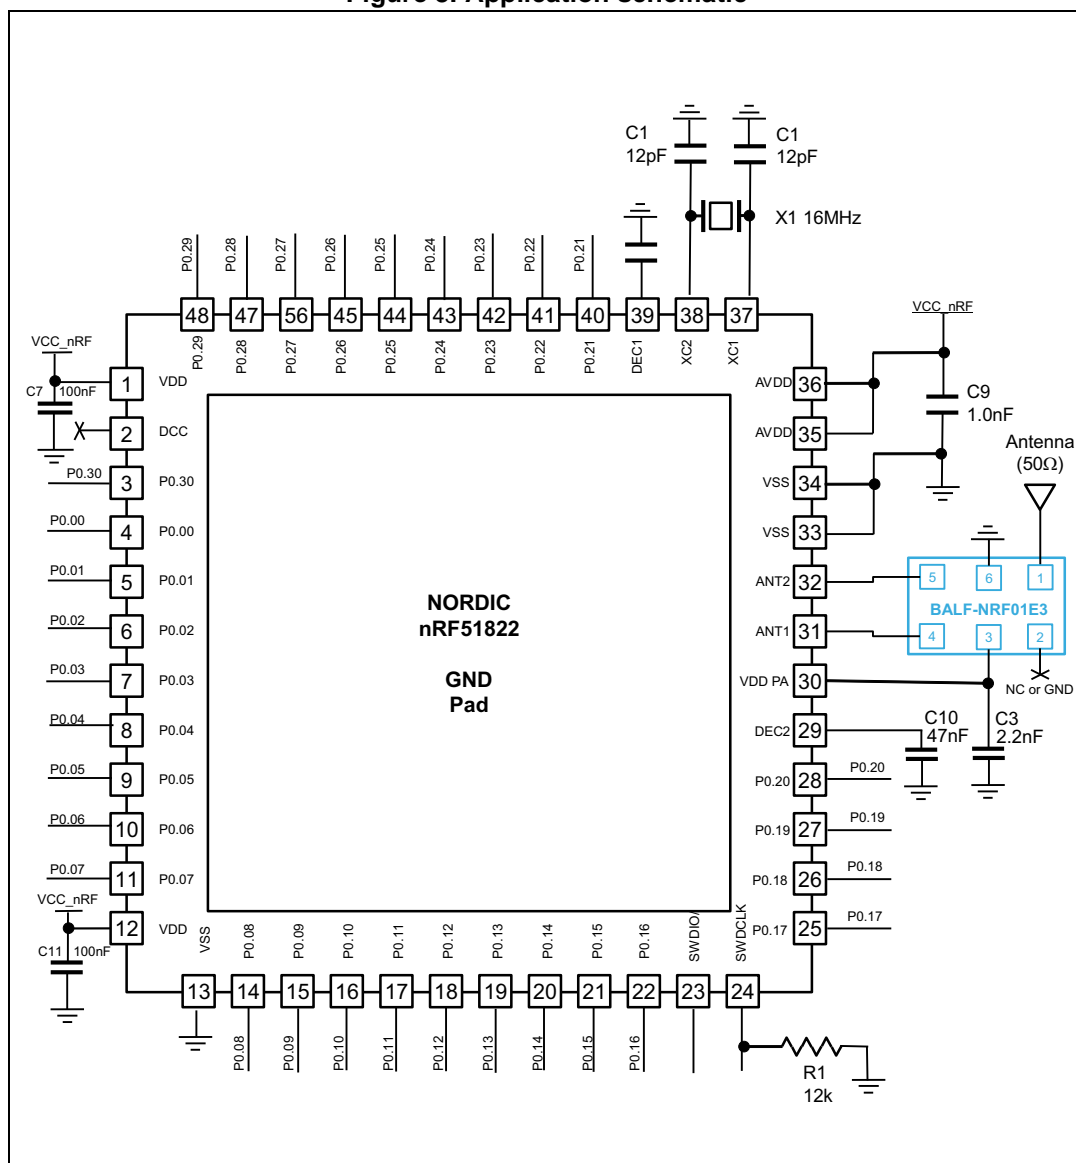 Figure 3. Application schematic
C1
12pF
C1
12pF
X1 16MHz
P0.29
P0.28
P0.27
P0.26
P0.25
P0.24
P0.23
P0.22
P0.21
48
47
56
45
44
43
42
41
40
39
38
37
P0.29
P0.28
P0.27
P0.26
P0.25
P0.24
P0.23
P0.22
P0.21
DEC1
XC2
XC1
VCC_nRF
C7
100nF
1
VDD
2
DCC
P0.30
3
P0.30
P0.00
4
P0.00
P0.01
5
P0.01
P0.02
6
P0.02
P0.03
7
P0.03
P0.04
8
P0.04
P0.05
9
P0.05
P0.06
10
P0.06
P0.07
11
P0.07
VCC_nRF
12
VDD
C11
100nF
NORDIC
nRF51822
GND
Pad
VCC_nRF
AVDD
36
C9
1.0nF
AVDD
35
VSS
34
VSS
33
Antenna
(50Ω)
ANT2
32
5
6
1
BALF-NRF01E3
ANT1
31
4
3
2
NC or GND
VDD PA
30
DEC2
29
C10
47nF
C3
2.2nF
P0.20
28
P0.20
P0.19
27
P0.19
P0.18
26
P0.18
P0.17
25
P0.17
VSS
P0.08
P0.09
P0.10
P0.11
P0.12
P0.13
P0.14
P0.15
P0.16
SWDIO/
SWDCLK
13
14
15
16
17
18
19
20
21
22
23
24
P0.08
P0.09
P0.10
P0.11
P0.12
P0.13
P0.14
P0.15
P0.16
R1
12k